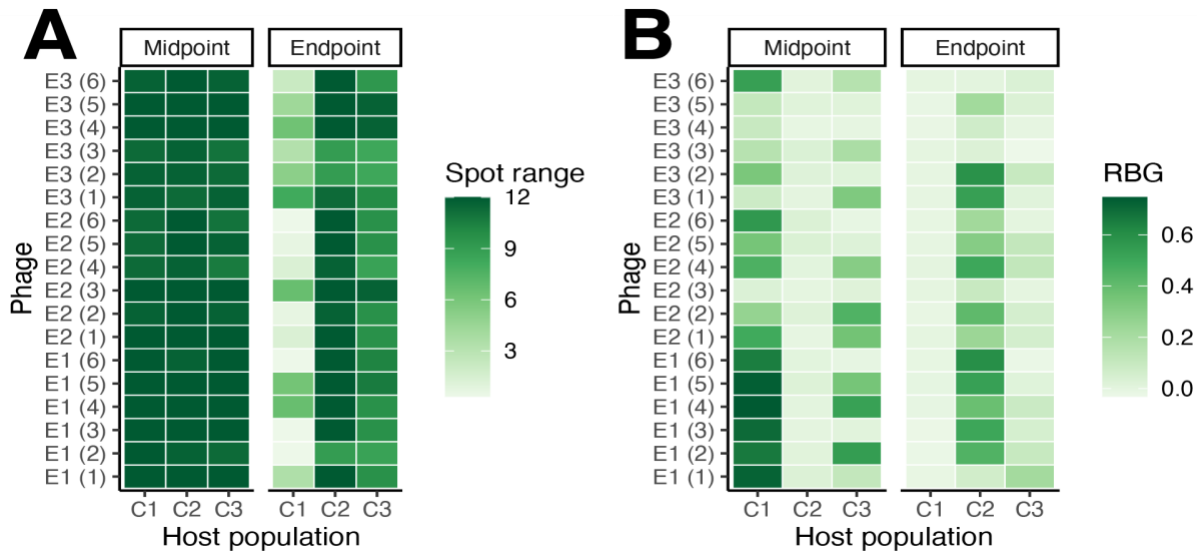 A
Midpoint Endpoint
E3 (6)
E3 (5)
E3 (4)
E3 (3)
E3 (2)
E3 (1)
E2 (6)
E2 (5)
E2 (4)
E2 (3)
E2 (2)
E2 (1)
E1 (6)
E1 (5)
E1 (4)
E1 (3)
E1 (2)
E1 (1)
Phage
C1 C2 C3 C1 C2 C3
Host population
Spot range
12
9
6
3
B
Midpoint Endpoint
E3 (6)
E3 (5)
E3 (4)
E3 (3)
E3 (2)
E3 (1)
E2 (6)
E2 (5)
E2 (4)
E2 (3)
E2 (2)
E2 (1)
E1 (6)
E1 (5)
E1 (4)
E1 (3)
E1 (2)
E1 (1)
Phage
C1 C2 C3 C1 C2 C3
Host population
RBG
0.6
0.4
0.2
0.0